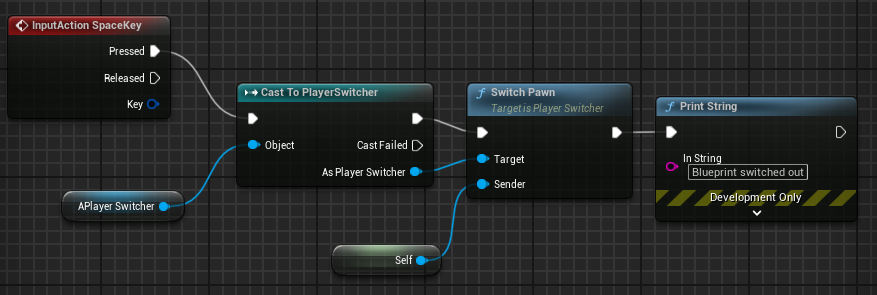 InputAction SpaceKey
Pressed
Released
Key
Cast To PlayerSwitcher
Object
Cast Failed
As Player Switcher
APlayer Switcher
Self
Switch Pawn
Target is Player Switcher
Target
Sender
Print String
In String
Blueprint switched out
Development Only